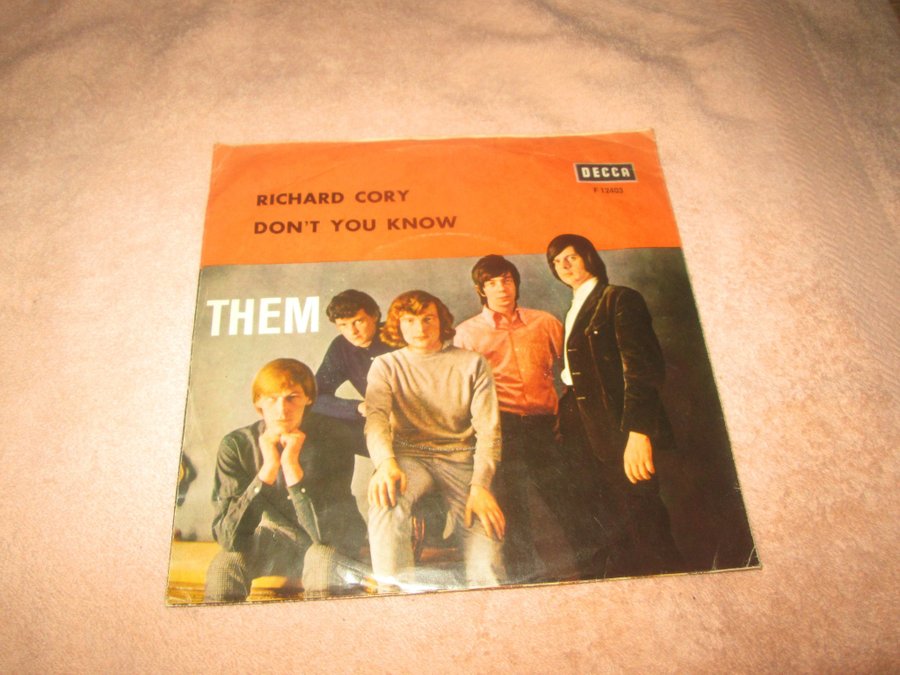 DECCA
F 12403
RICHARD CORY
DON'T YOU KNOW
THEM